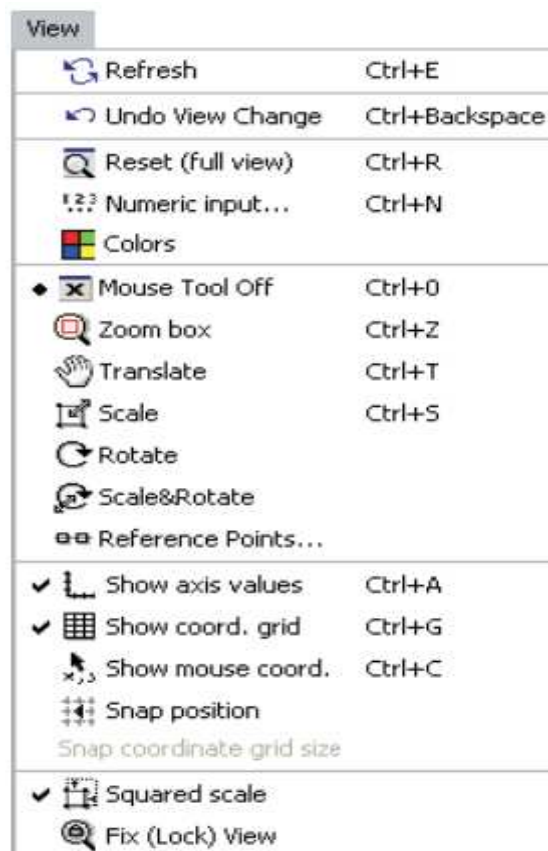 View
Refresh Ctrl+E
Undo View Change Ctrl+Backspace
Reset (full view) Ctrl+R
Numeric input... Ctrl+N
Colors
Mouse Tool Off Ctrl+0
Zoom box Ctrl+Z
Translate Ctrl+T
Scale Ctrl+S
Rotate
Scale&Rotate
Reference Points...
Show axis values Ctrl+A
Show coord. grid Ctrl+G
Show mouse coord. Ctrl+C
Snap position
Snap coordinate grid size
Squared scale
Fix (Lock) View